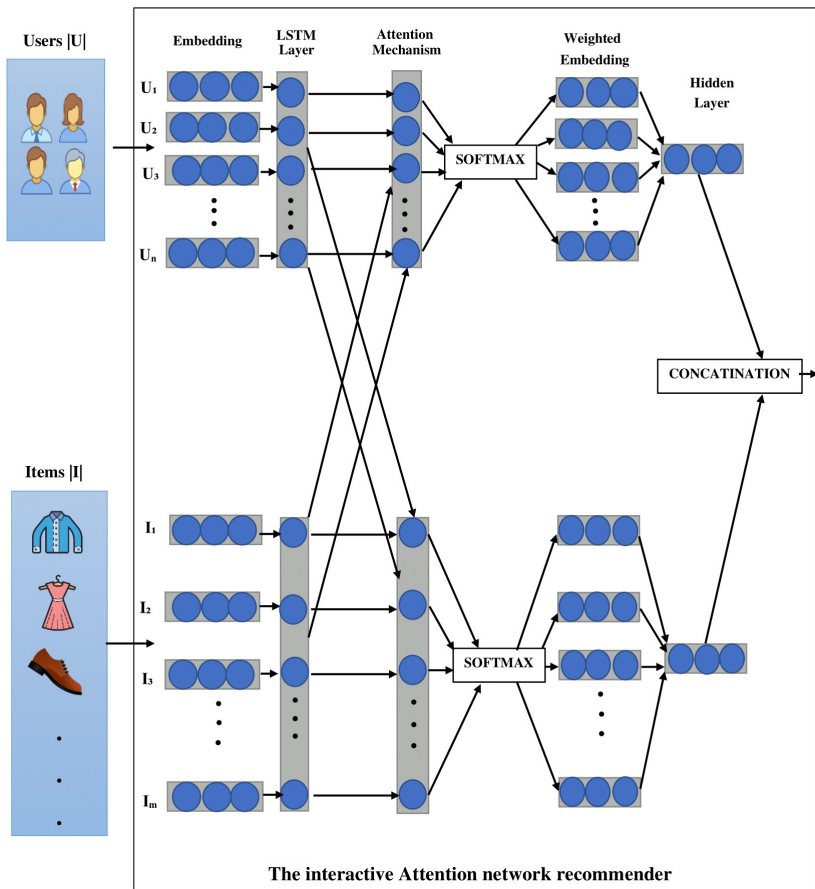 Users |U|
Embedding
LSTM
Layer
Attention
Mechanism
Weighted
Embedding
Hidden
Layer
U₁
U₂
U₃
Uₙ
SOFTMAX
CONCATINATION
Items |I|
I₁
I₂
I₃
Iₘ
SOFTMAX
The interactive Attention network recommender